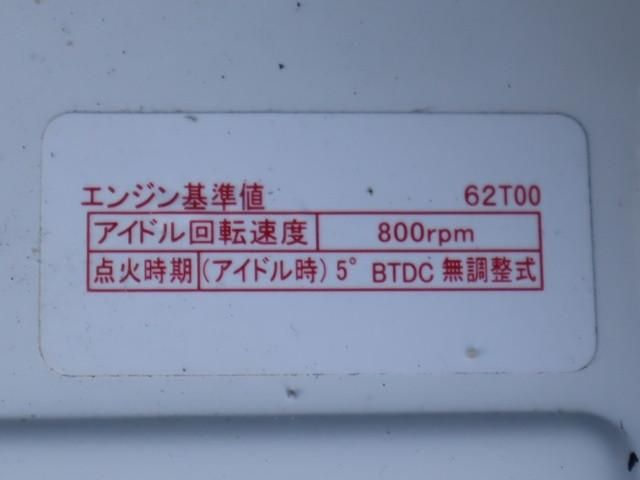 エンジン基準値 62T00
アイドル回転速度 800rpm
点火時期 (アイドル時) 5° BTDC 無調整式